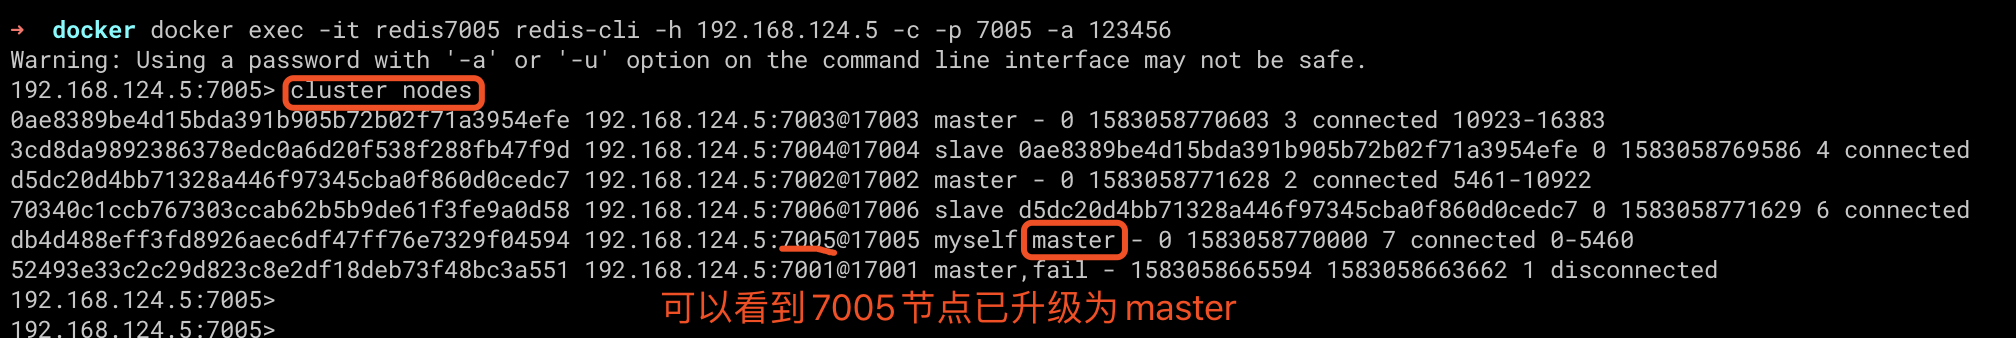 → docker docker exec -it redis7005 redis-cli -h 192.168.124.5 -c -p 7005 -a 123456
Warning: Using a password with '-a' or '-u' option on the command line interface may not be safe.
192.168.124.5:7005> cluster nodes
0ae8389be4d15bda391b905b72b02f71a3954efe 192.168.124.5:7003@17003 master - 0 1583058770603 3 connected 10923-16383
3cd8da9892386378edc0a6d20f538f288fb47f9d 192.168.124.5:7004@17004 slave 0ae8389be4d15bda391b905b72b02f71a3954efe 0 1583058769586 4 connected
d5dc20d4bb71328a446f97345cba0f860d0cedc7 192.168.124.5:7002@17002 master - 0 1583058771628 2 connected 5461-10922
70340c1ccb767303ccab62b5b9de61f3fe9a0d58 192.168.124.5:7006@17006 slave d5dc20d4bb71328a446f97345cba0f860d0cedc7 0 1583058771629 6 connected
db4d488eff3fd8926aec6df47ff76e7329f04594 192.168.124.5:7005@17005 myself master - 0 1583058770000 7 connected 0-5460
52493e33c2c29d823c8e2df18deb73f48bc3a551 192.168.124.5:7001@17001 master,fail - 1583058665594 1583058663662 1 disconnected
192.168.124.5:7005>
可以看到7005节点已升级为master
192.168.124.5:7005>